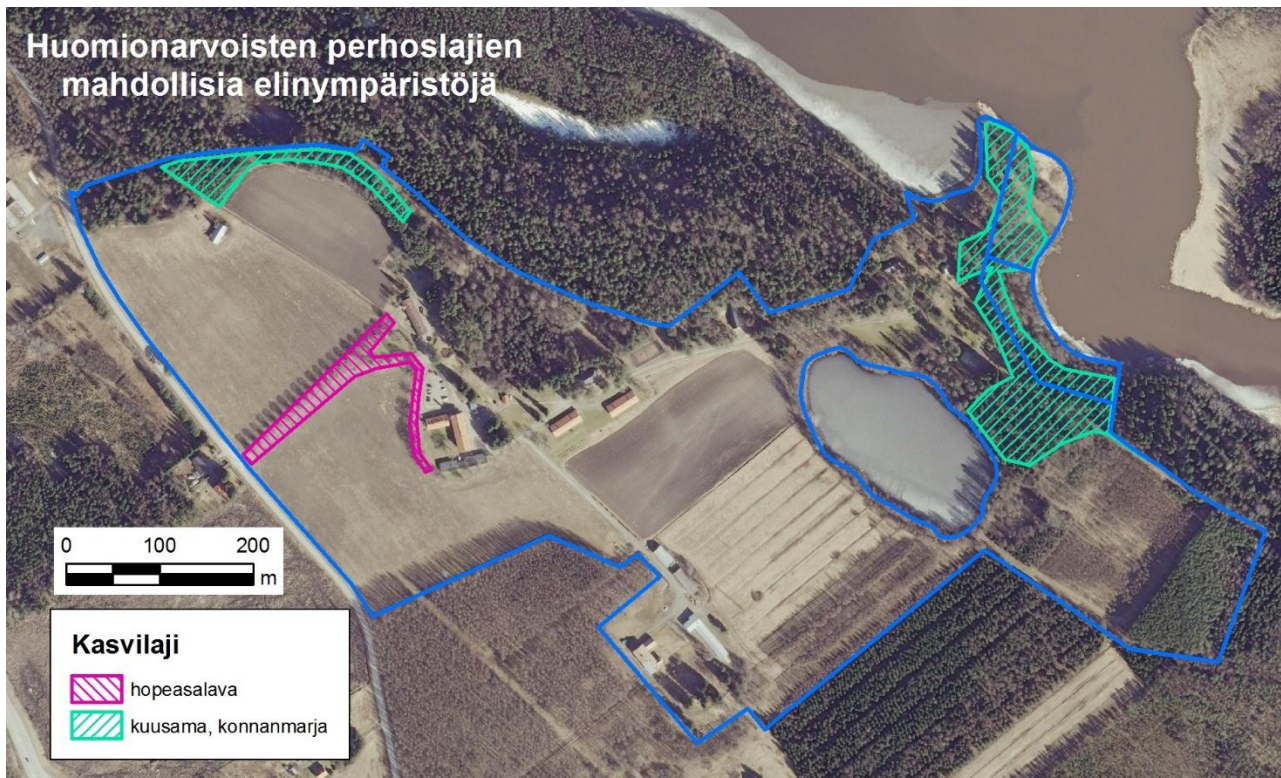 Huomionarvoisten perhoslajien
mahdollisia elinympäristöjä
0 100 200
m
Kasvilaji
hopeasalava
kuusama, konnanmarja